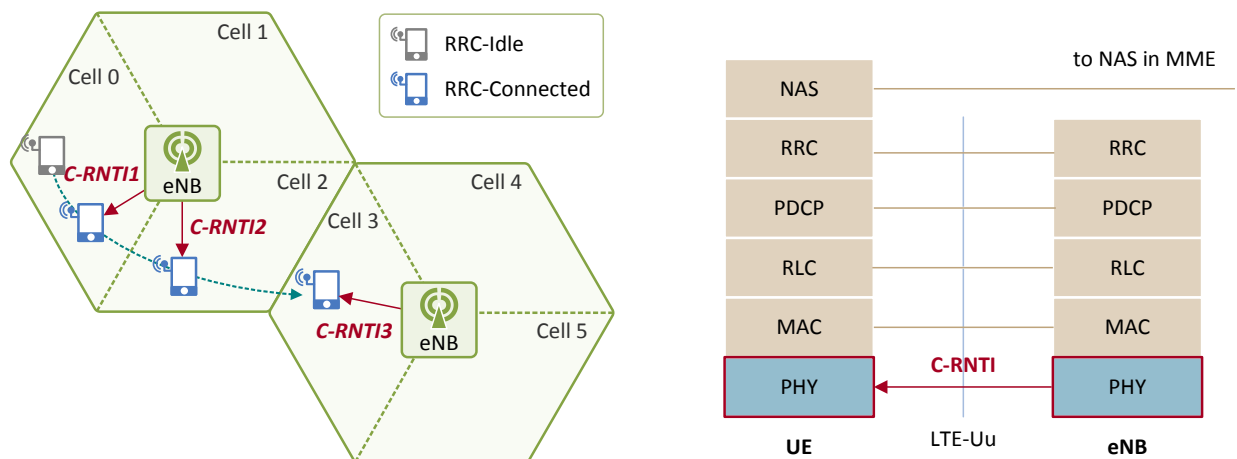 Cell 1
Cell 0
RRC-Idle
RRC-Connected
C-RNTI1
eNB
Cell 2
C-RNTI2
Cell 3
Cell 4
C-RNTI3
eNB
Cell 5
to NAS in MME
NAS
RRC
RRC
PDCP
PDCP
RLC
RLC
MAC
MAC
PHY
C-RNTI
PHY
UE
LTE-Uu
eNB